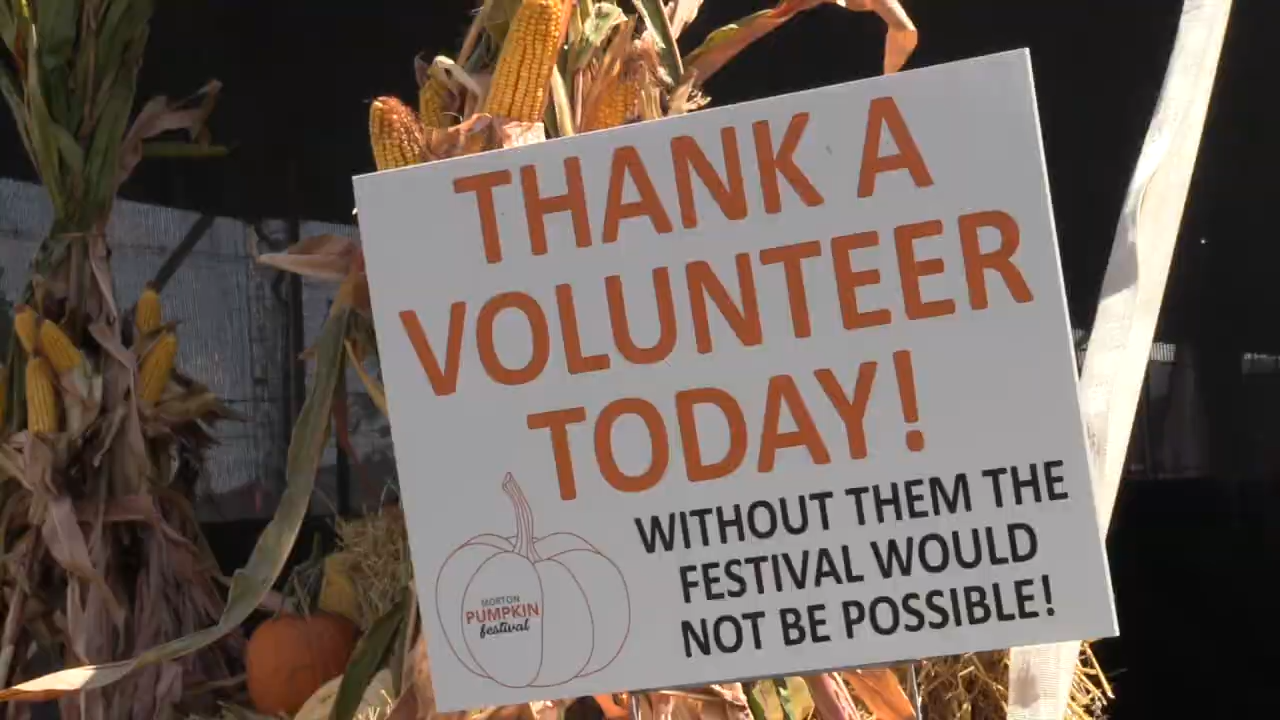 THANK A
VOLUNTEER
TODAY!
WITHOUT THEM THE
FESTIVAL WOULD
NOT BE POSSIBLE!
MORTON
PUMPKIN
festival